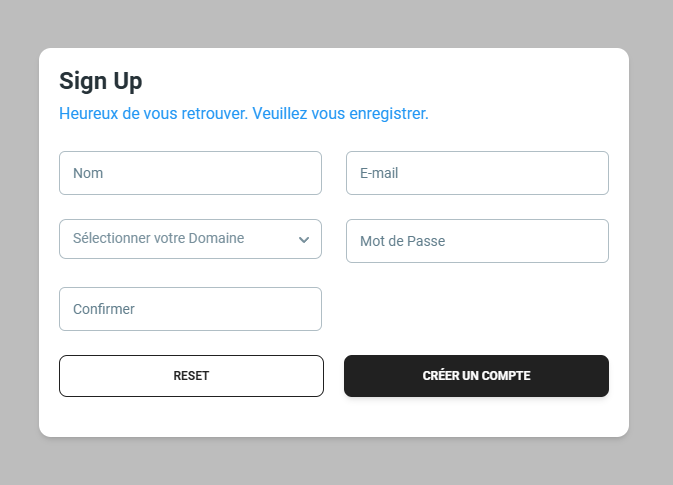 Sign Up
Heureux de vous retrouver. Veuillez vous enregistrer.
Nom
E-mail
Sélectionner votre Domaine
Mot de Passe
Confirmer
RESET
CRÉER UN COMPTE